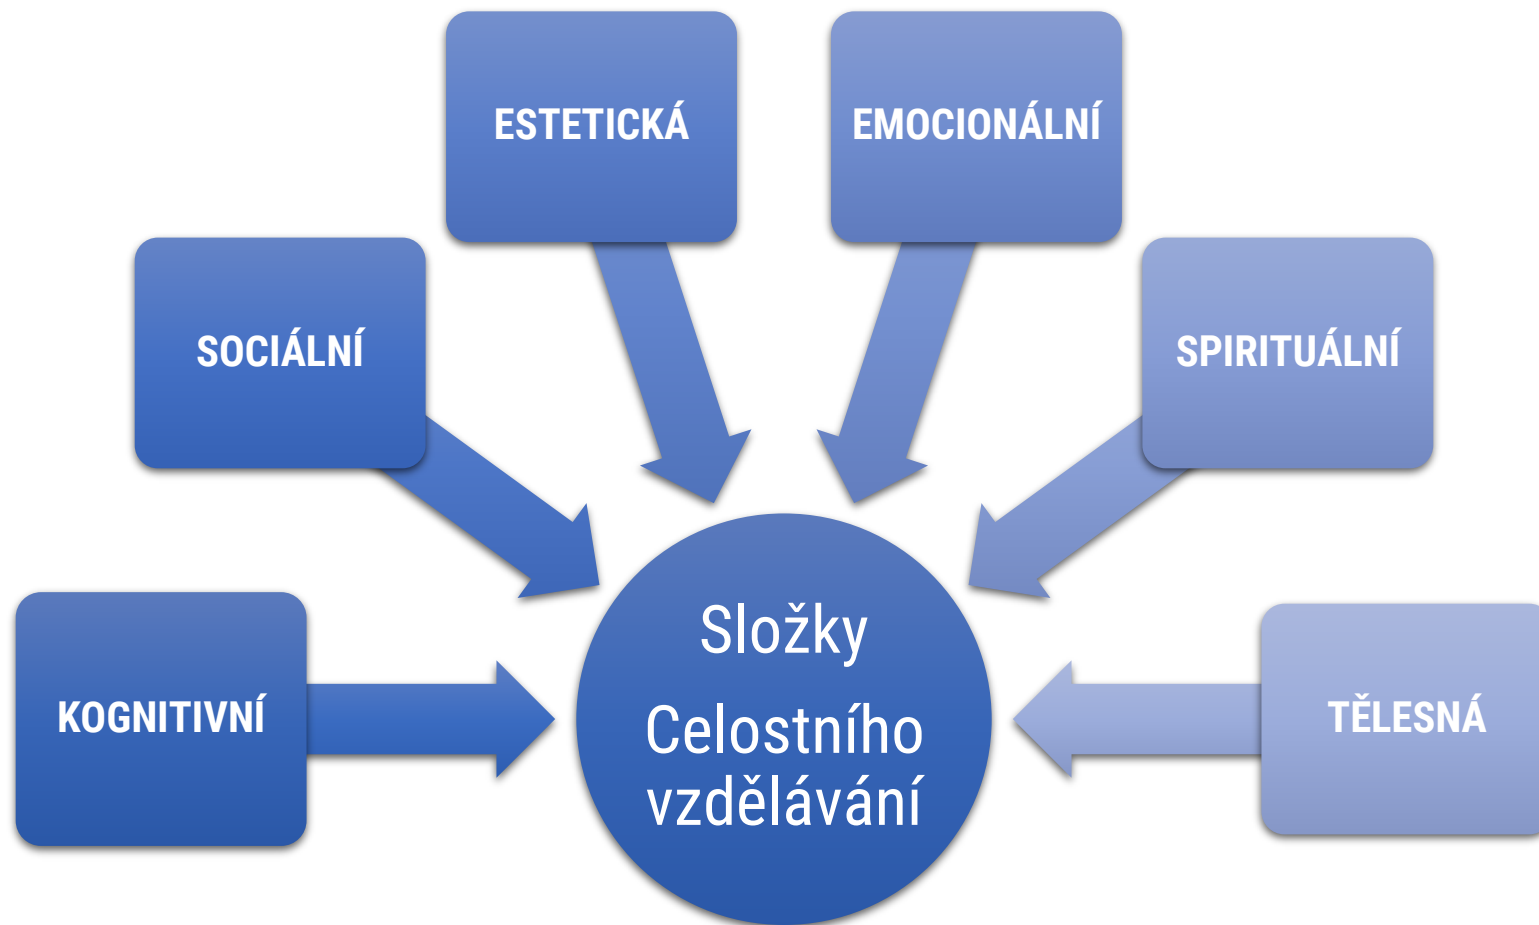 ESTETICKÁ
EMOCIONÁLNÍ
SOCIÁLNÍ
SPIRITUÁLNÍ
KOGNITIVNÍ
Složky
Celostního
vzdělávání
TĚLESNÁ